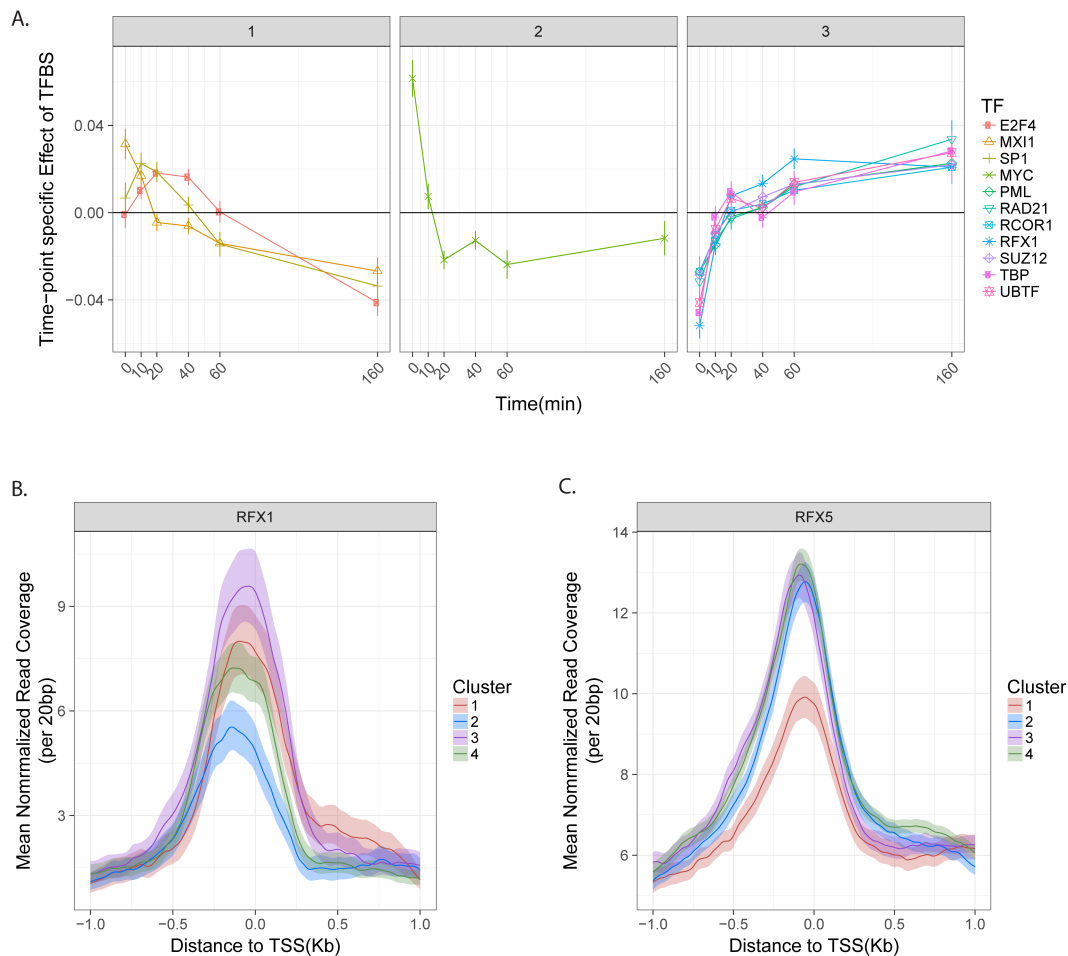 A.
1 2 3
Time-point specific Effect of TFBS
0.04
0.00
-0.04
0 10 20 40 60 160 0 10 20 40 60 160 0 10 20 40 60 160
Time(min)
TF
E2F4
MXI1
SP1
MYC
PML
RAD21
RCOR1
RFX1
SUZ12
TBP
UBTF
B.
RFX1
Mean Nomrmalized Read Coverage
(per 20bp)
9
6
3
-1.0 -0.5 0.0 0.5 1.0
Distance to TSS(Kb)
Cluster
1
2
3
4
C.
RFX5
Mean Nomrmalized Read Coverage
(per 20bp)
14
12
10
8
6
-1.0 -0.5 0.0 0.5 1.0
Distance to TSS(Kb)
Cluster
1
2
3
4